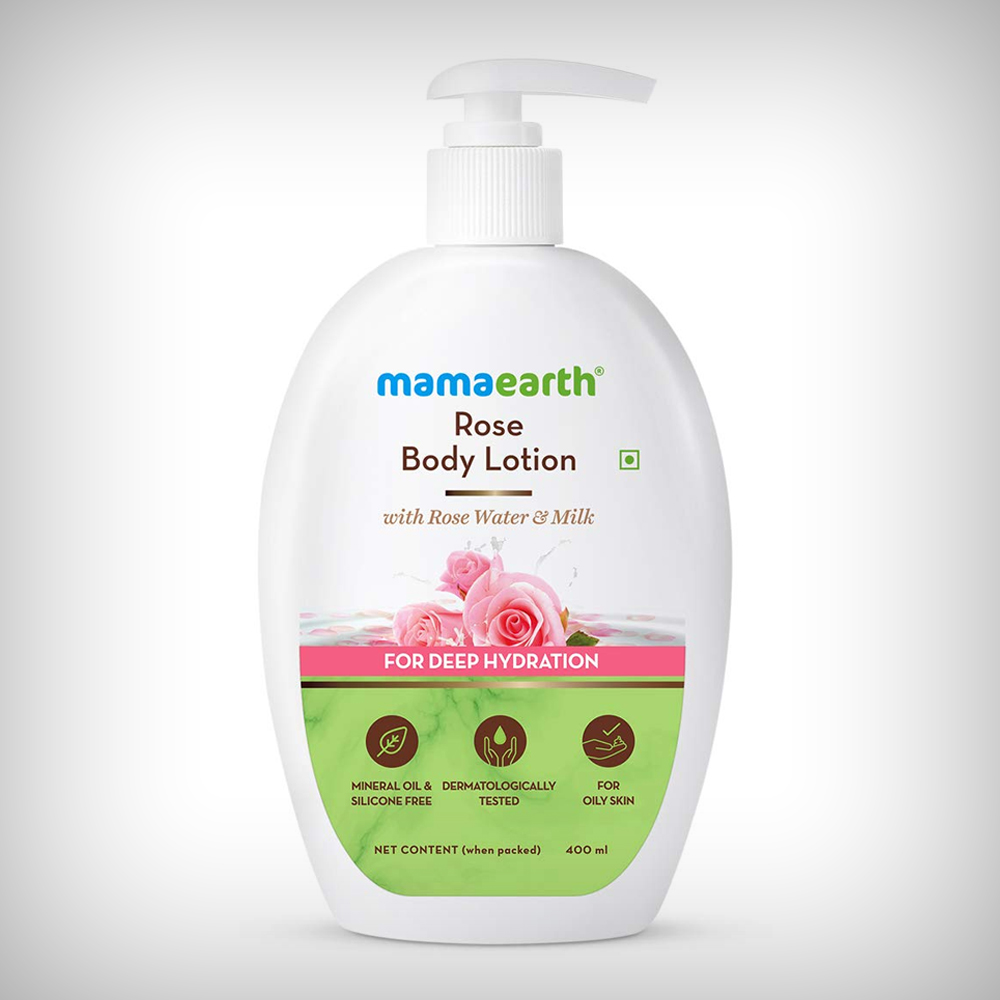 mamaearth®
Rose
Body Lotion
with Rose Water & Milk
FOR DEEP HYDRATION
MINERAL OIL &
SILICONE FREE
DERMATOLOGICALLY
TESTED
FOR
OILY SKIN
NET CONTENT (when packed) 400 ml